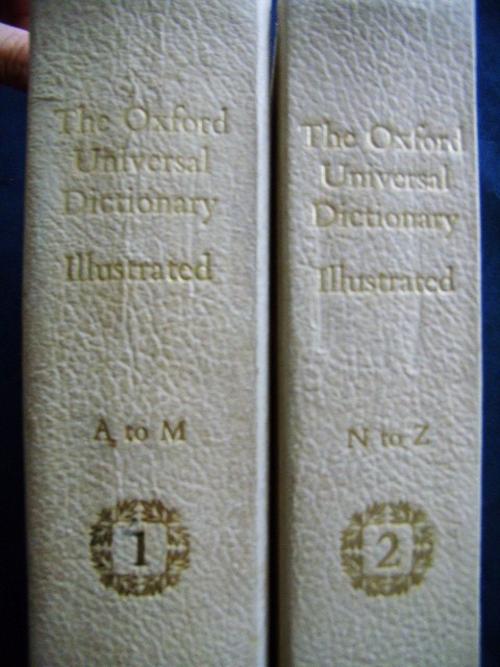 The Oxford
Universal
Dictionary
Illustrated
A to M
1
The Oxford
Universal
Dictionary
Illustrated
N to Z
2